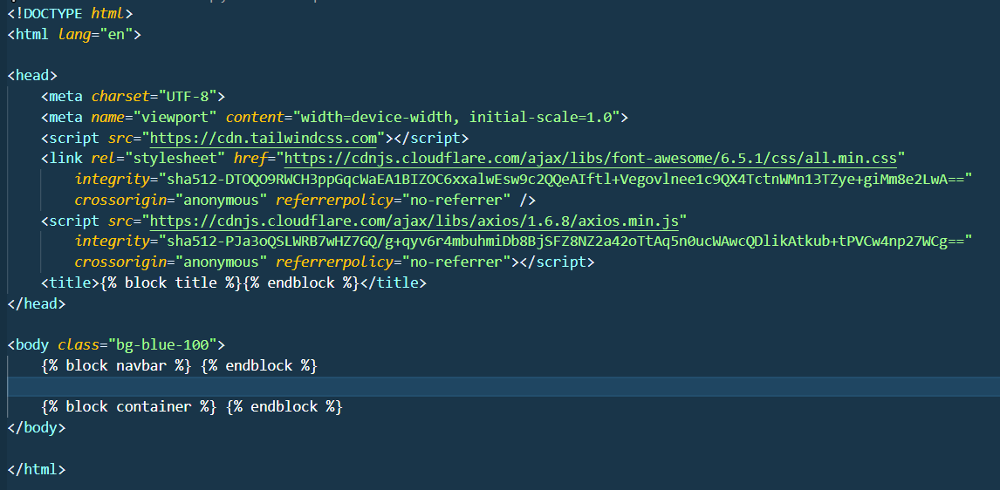 <!DOCTYPE html>
<html lang="en">
<head>
<meta charset="UTF-8">
<meta name="viewport" content="width=device-width, initial-scale=1.0">
<script src="https://cdn.tailwindcss.com"></script>
<link rel="stylesheet" href="https://cdnjs.cloudflare.com/ajax/libs/font-awesome/6.5.1/css/all.min.css"
integrity="sha512-DTOQO9RWCH3ppGqcWaEA1BIZOC6xxalwEsw9c2QQeAIftl+Vegovlnee1c9QX4TctnWMn13TZye+giMm8e2LwA=="
crossorigin="anonymous" referrerpolicy="no-referrer" />
<script src="https://cdnjs.cloudflare.com/ajax/libs/axios/1.6.8/axios.min.js"
integrity="sha512-PJa3oQSLWRB7wHZ7GQ/g+qyv6r4mbuhmiDb8BjSFZ8NZ2a42oTtAq5n0ucWAwcQDlikAtkub+tPVCw4np27WCg=="
crossorigin="anonymous" referrerpolicy="no-referrer"></script>
<title>{% block title %}{% endblock %}</title>
</head>
<body class="bg-blue-100">
{% block navbar %} {% endblock %}
{% block container %} {% endblock %}
</body>
</html>